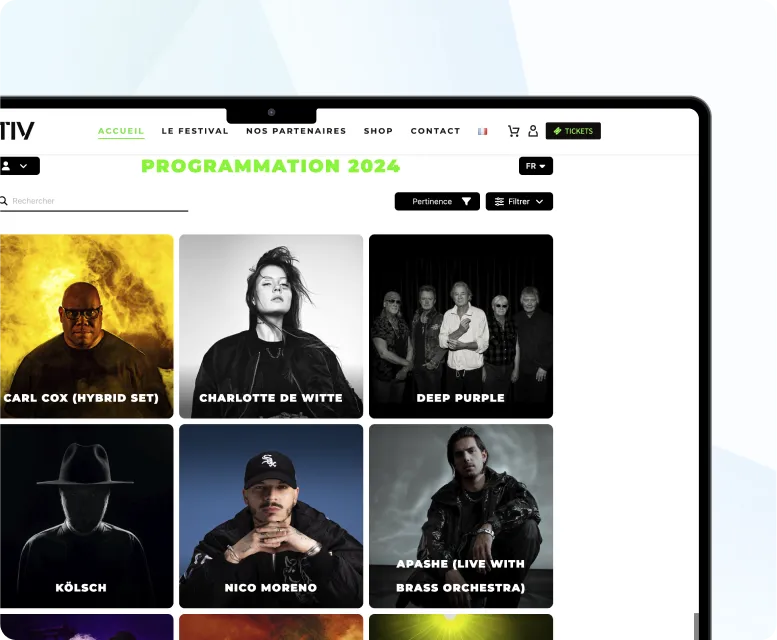 TIV
ACCUEIL LE FESTIVAL NOS PARTENAIRES SHOP CONTACT TICKETS
PROGRAMMATION 2024 FR
Rechercher Pertinence Filtrer
CARL COX (HYBRID SET) CHARLOTTE DE WITTE DEEP PURPLE
KÖLSCH NICO MORENO APASHE (LIVE WITH
BRASS ORCHESTRA)